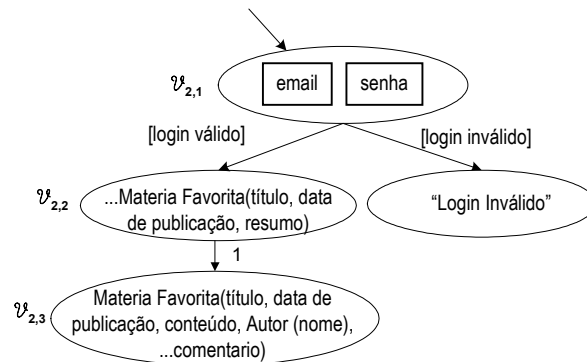 𝒱2,1
email
senha
[login válido]
[login inválido]
𝒱2,2
...Materia Favorita(título, data
de publicação, resumo)
“Login Inválido”
1
𝒱2,3
Materia Favorita(título, data de
publicação, conteúdo, Autor (nome),
...comentario)